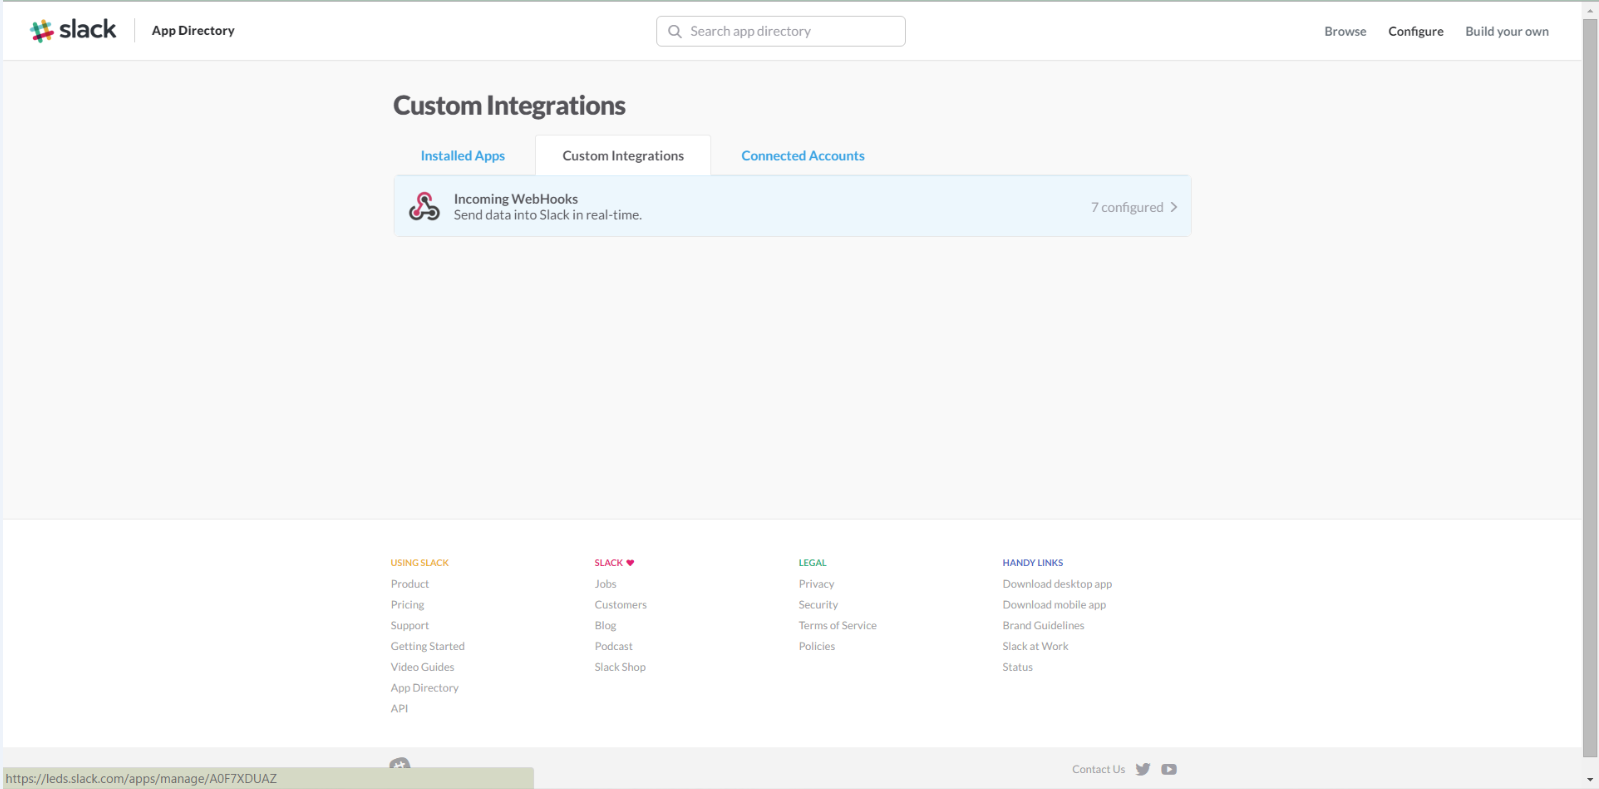 slack
App Directory
Search app directory
Browse
Configure
Build your own
Custom Integrations
Installed Apps
Custom Integrations
Connected Accounts
Incoming WebHooks
Send data into Slack in real-time.
7 configured
USING SLACK
Product
Pricing
Support
Getting Started
Video Guides
App Directory
API
SLACK
Jobs
Customers
Blog
Podcast
Slack Shop
LEGAL
Privacy
Security
Terms of Service
Policies
HANDY LINKS
Download desktop app
Download mobile app
Brand Guidelines
Slack at Work
Status
Contact Us
https://leds.slack.com/apps/manage/A0F7XDUAZ